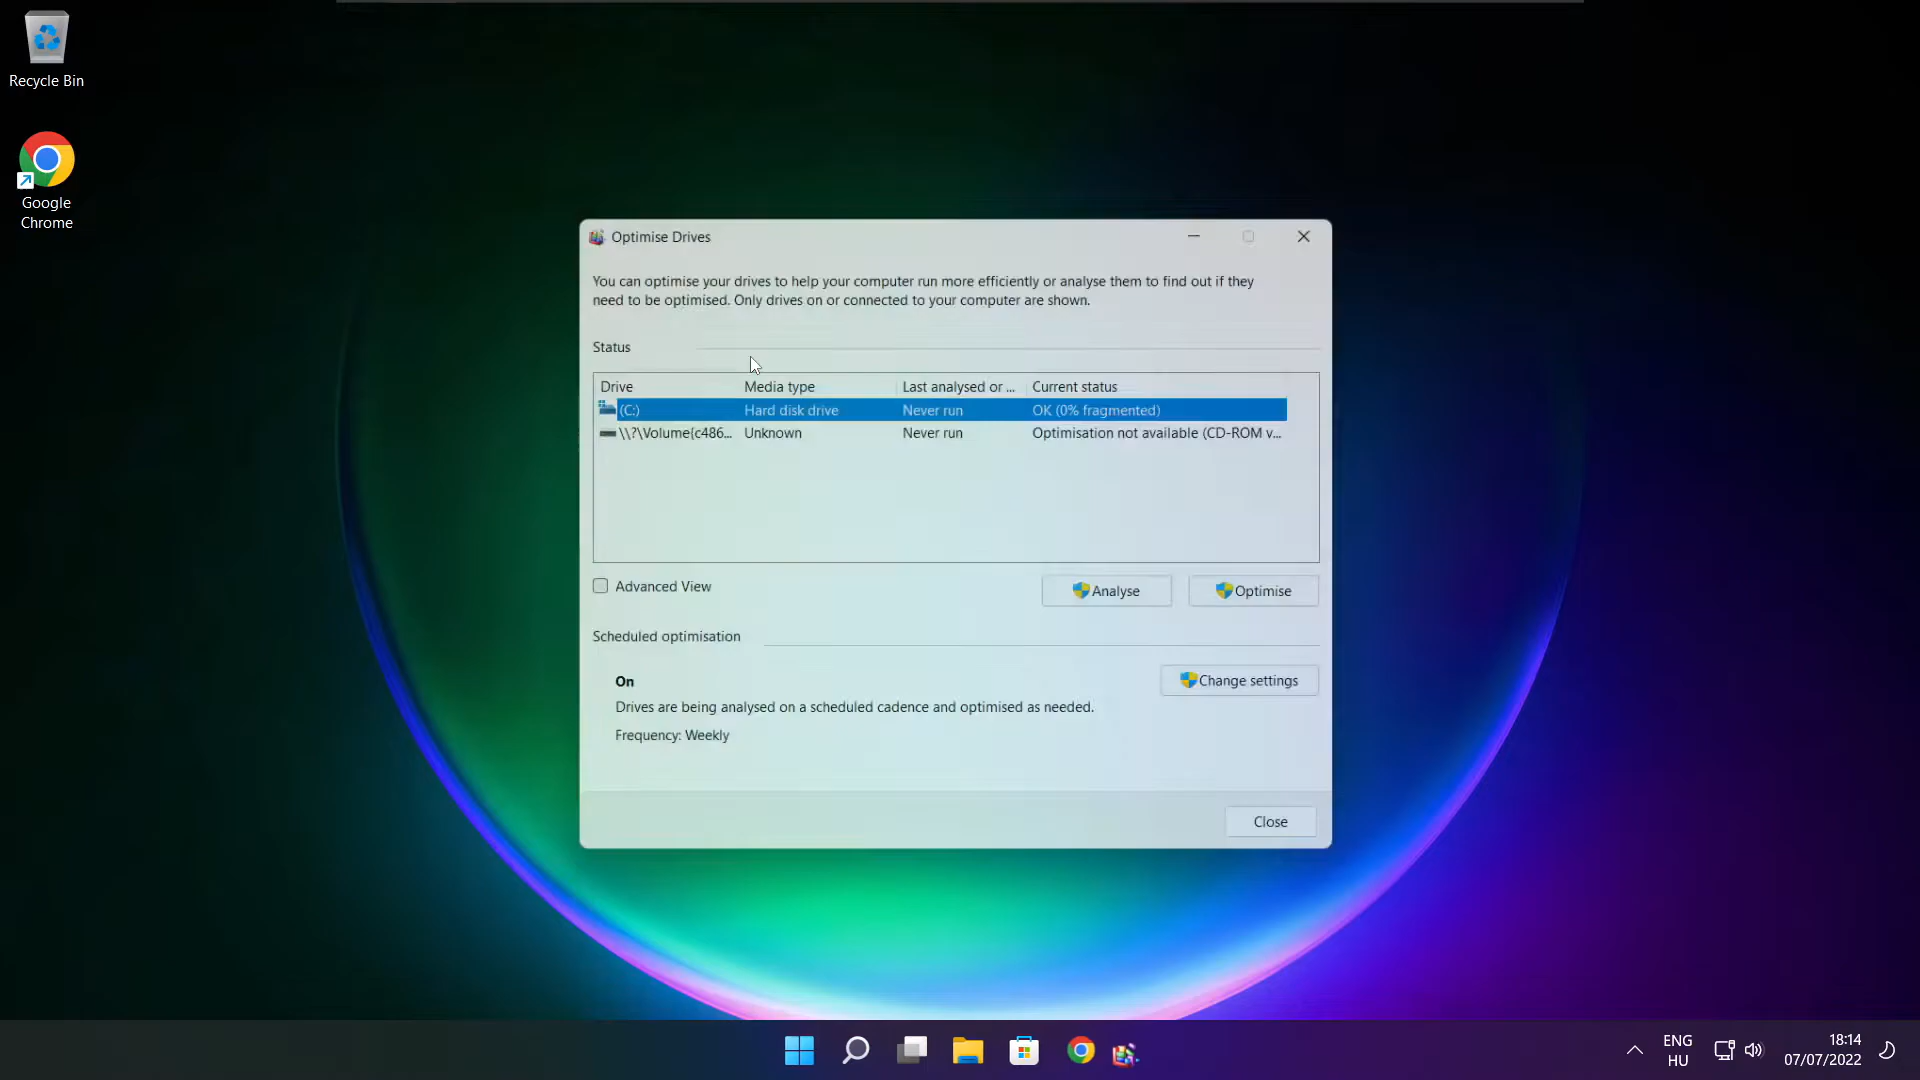 Recycle Bin
Google
Chrome
Optimise Drives
You can optimise your drives to help your computer run more efficiently or analyse them to find out if they
need to be optimised. Only drives on or connected to your computer are shown.
Status
Drive Media type Last analysed or ... Current status
(C:) Hard disk drive Never run OK (0% fragmented)
\\?\Volume{c486... Unknown Never run Optimisation not available (CD-ROM v...
Advanced View Analyse Optimise
Scheduled optimisation
On Change settings
Drives are being analysed on a scheduled cadence and optimised as needed.
Frequency: Weekly
Close
ENG
HU
18:14
07/07/2022